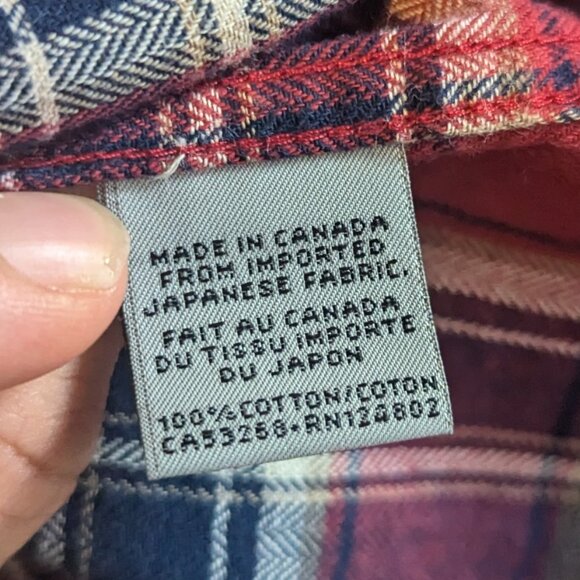 MADE IN CANADA
FROM IMPORTED
JAPANESE FABRIC.
FAIT AU CANADA
DU TISSU IMPORTE
DU JAPON
100% COTTON/COTON
CA53268•RN124802